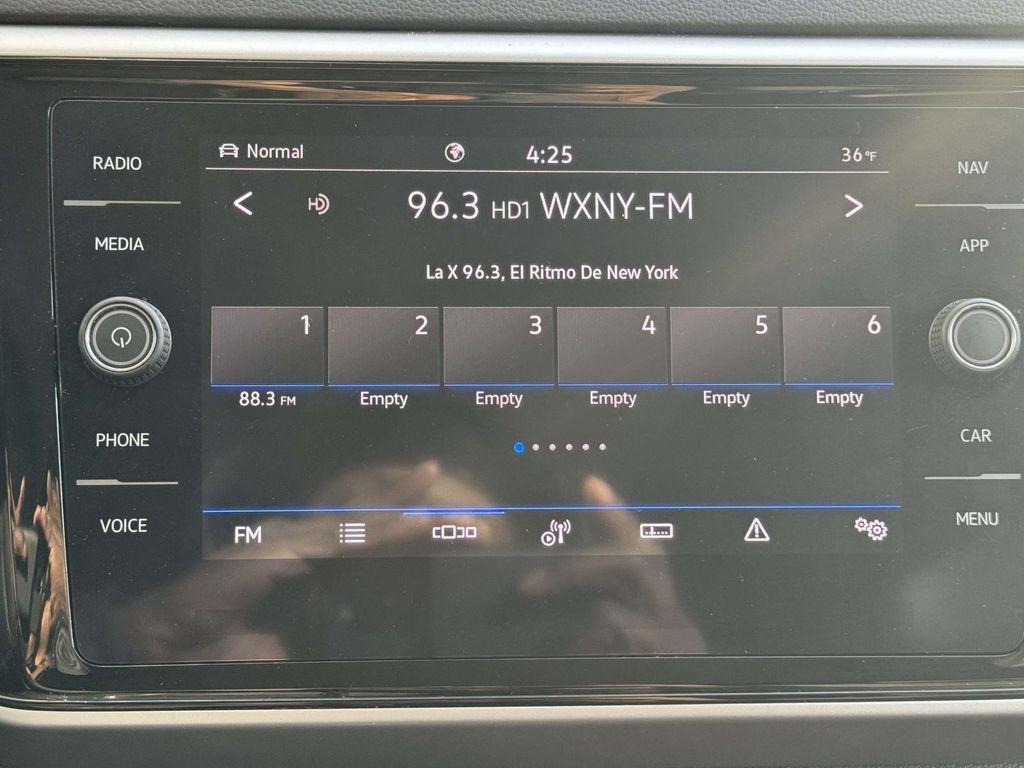 RADIO
MEDIA
PHONE
VOICE
Normal 4:25 36°F
< HD 96.3 HD1 WXNY-FM >
La X 96.3, El Ritmo De New York
1 2 3 4 5 6
88.3 FM Empty Empty Empty Empty Empty
FM
NAV
APP
CAR
MENU